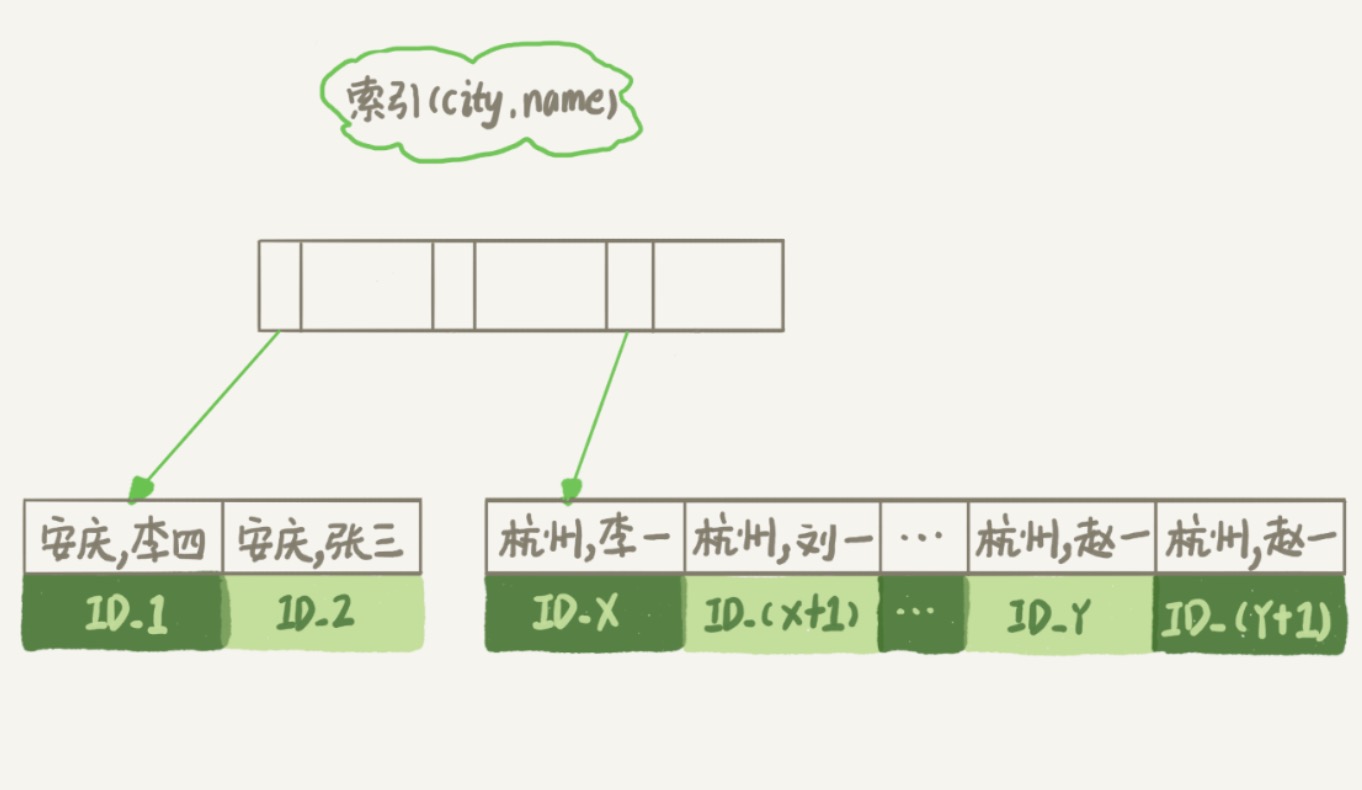 索引(city,name)
安庆,李四 安庆,张三 杭州,李一 杭州,刘一 ... 杭州,赵一 杭州,赵一
ID_1 ID_2 ID_X ID_(X+1) ... ID_Y ID_(Y+1)